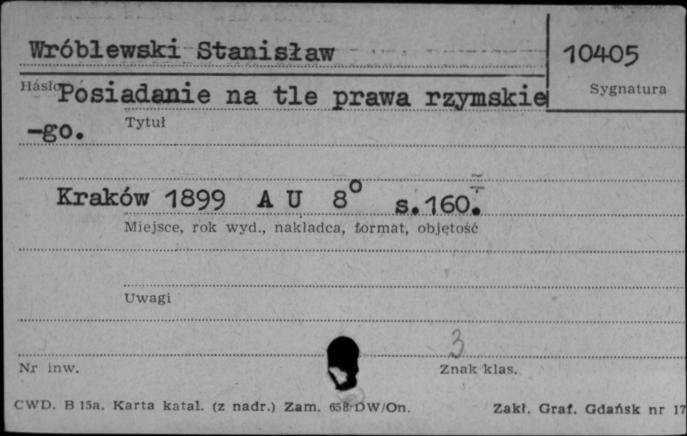 Wróblewski Stanisław
10405
Hasło
Sygnatura
Posiadanie na tle prawa rzymskie
-go.
Tytuł
Kraków 1899 A U 8° s.160.
Miejsce, rok wyd., nakładca, format, objętość
Uwagi
3
Nr inw.
Znak klas.
CWD. B 15a. Karta katal. (z nadr.) Zam. 658/DW/On.
Zakł. Graf. Gdańsk nr 17